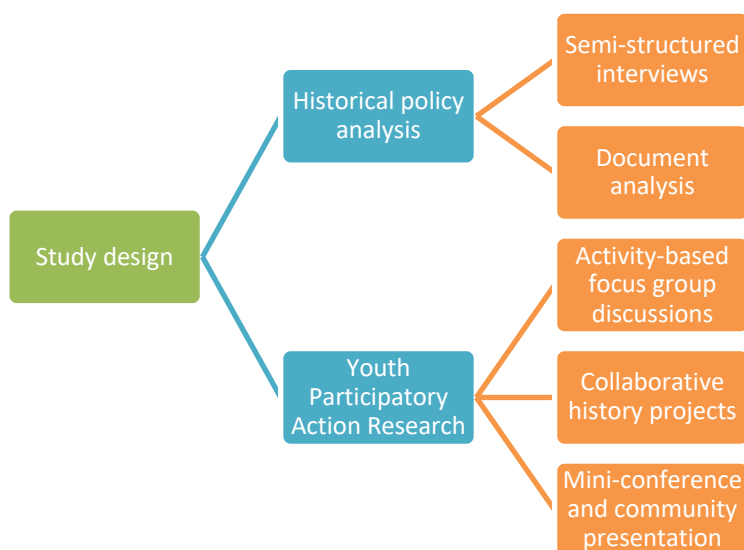 Study design
Historical policy
analysis
Semi-structured
interviews
Document
analysis
Youth
Participatory
Action Research
Activity-based
focus group
discussions
Collaborative
history projects
Mini-conference
and community
presentation